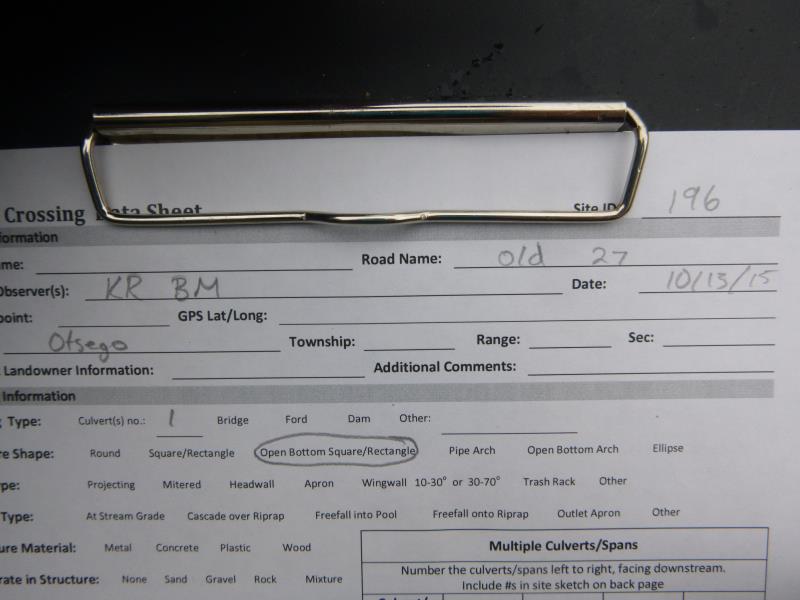 Crossing Data Sheet Site ID 196
formation
me: Road Name: Old 27
Observer(s): KR BM Date: 10/13/15
point: GPS Lat/Long:
Otsego Township: Range: Sec:
Landowner Information: Additional Comments:
Information
g Type: Culvert(s) no.: 1 Bridge Ford Dam Other:
re Shape: Round Square/Rectangle Open Bottom Square/Rectangle Pipe Arch Open Bottom Arch Ellipse
ype: Projecting Mitered Headwall Apron Wingwall 10-30° or 30-70° Trash Rack Other
Type: At Stream Grade Cascade over Riprap Freefall into Pool Freefall onto Riprap Outlet Apron Other
ure Material: Metal Concrete Plastic Wood
Multiple Culverts/Spans
rate in Structure: None Sand Gravel Rock Mixture
Number the culverts/spans left to right, facing downstream.
Include #s in site sketch on back page